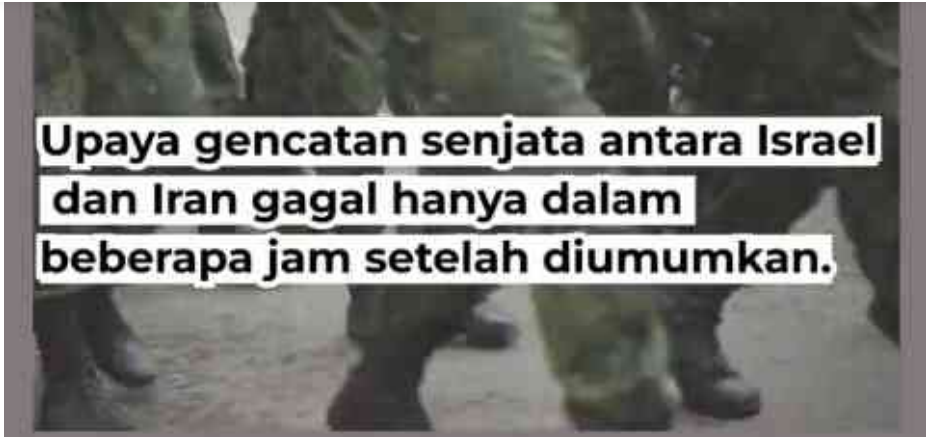 Upaya gencatan senjata antara Israel
dan Iran gagal hanya dalam
beberapa jam setelah diumumkan.